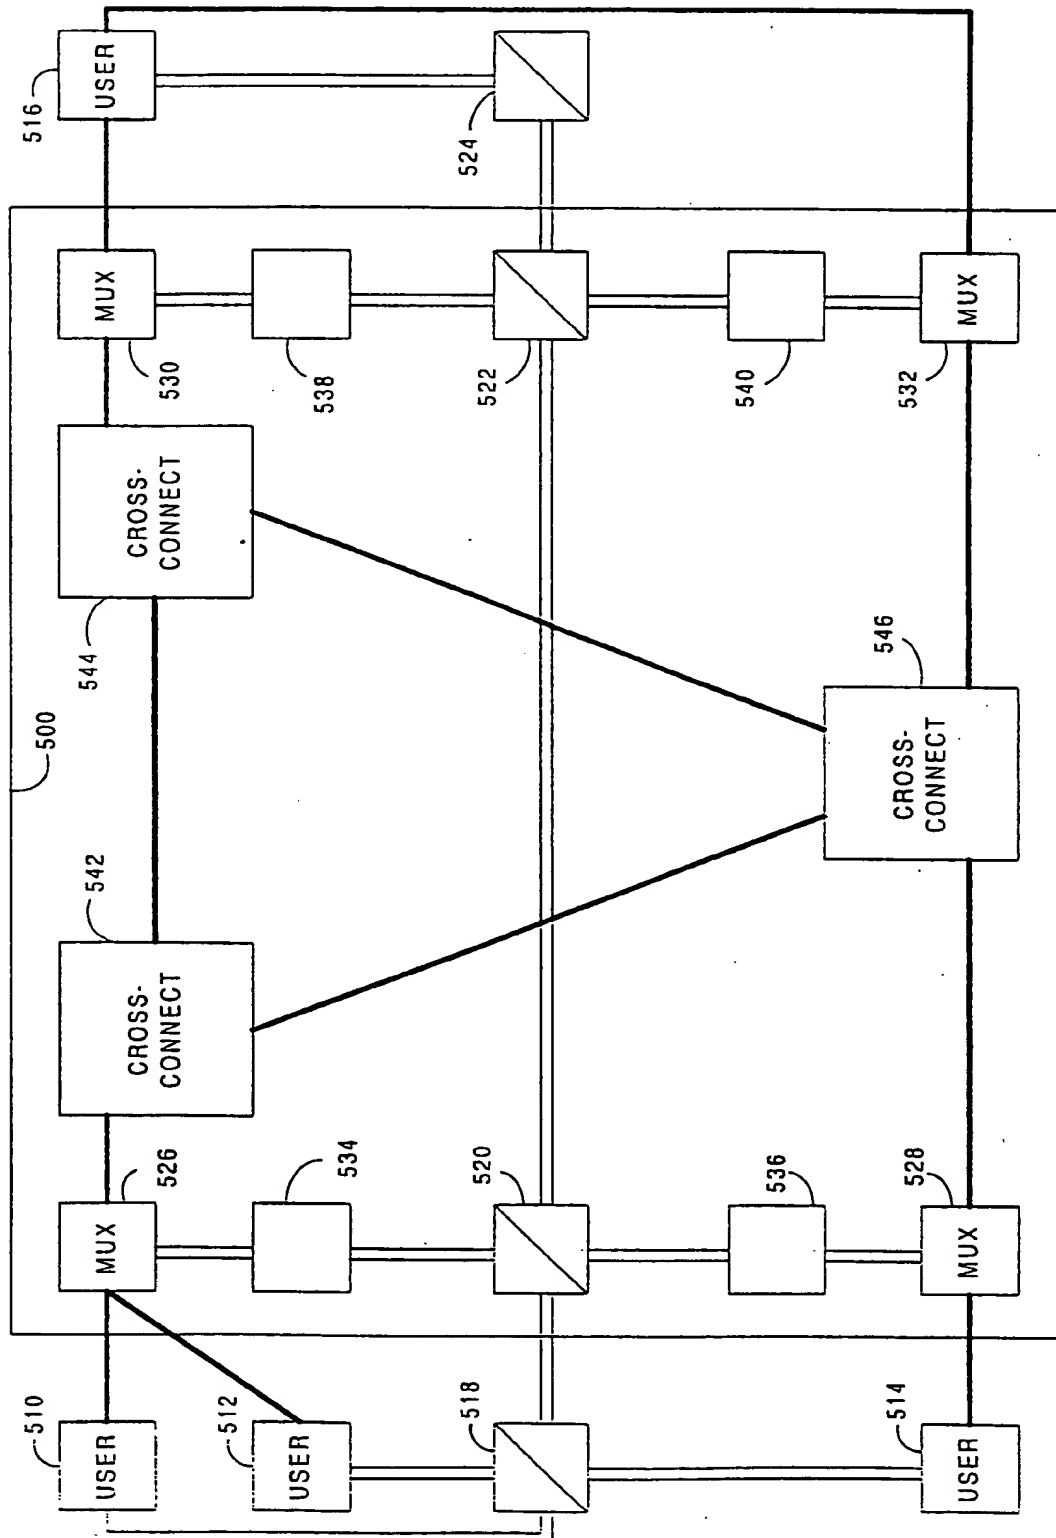 510
USER
512
USER
518
514
USER
500
MUX
526
534
520
536
528
MUX
542
CROSS-
CONNECT
544
CROSS-
CONNECT
546
CROSS-
CONNECT
MUX
530
538
522
540
532
MUX
516
USER
524